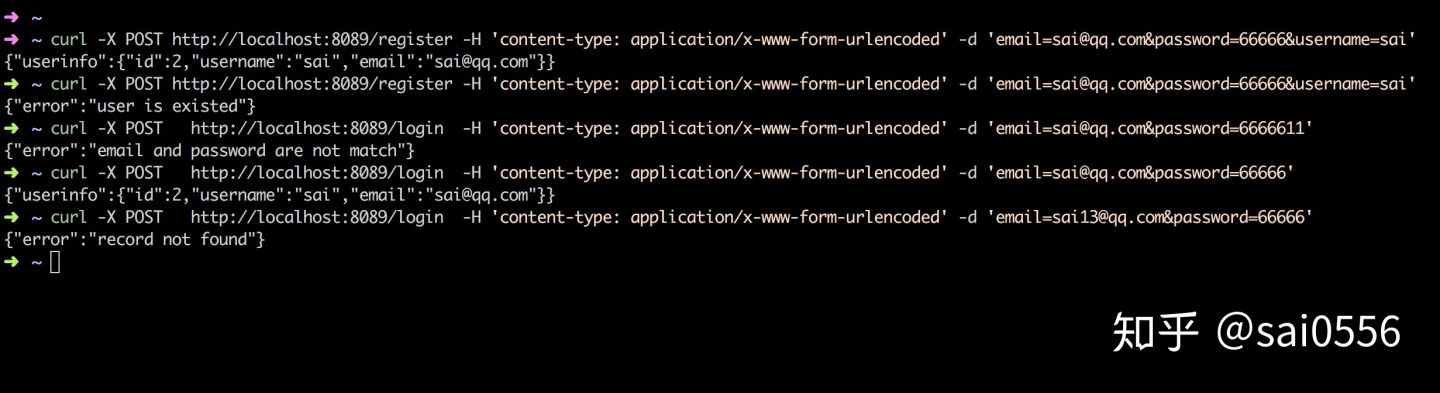 ➜ ~
➜ ~ curl -X POST http://localhost:8089/register -H 'content-type: application/x-www-form-urlencoded' -d 'email=sai@qq.com&password=66666&username=sai'
{"userinfo":{"id":2,"username":"sai","email":"sai@qq.com"}}
➜ ~ curl -X POST http://localhost:8089/register -H 'content-type: application/x-www-form-urlencoded' -d 'email=sai@qq.com&password=66666&username=sai'
{"error":"user is existed"}
➜ ~ curl -X POST   http://localhost:8089/login  -H 'content-type: application/x-www-form-urlencoded' -d 'email=sai@qq.com&password=6666611'
{"error":"email and password are not match"}
➜ ~ curl -X POST   http://localhost:8089/login  -H 'content-type: application/x-www-form-urlencoded' -d 'email=sai@qq.com&password=66666'
{"userinfo":{"id":2,"username":"sai","email":"sai@qq.com"}}
➜ ~ curl -X POST   http://localhost:8089/login  -H 'content-type: application/x-www-form-urlencoded' -d 'email=sai13@qq.com&password=66666'
{"error":"record not found"}
➜ ~
知乎 @sai0556